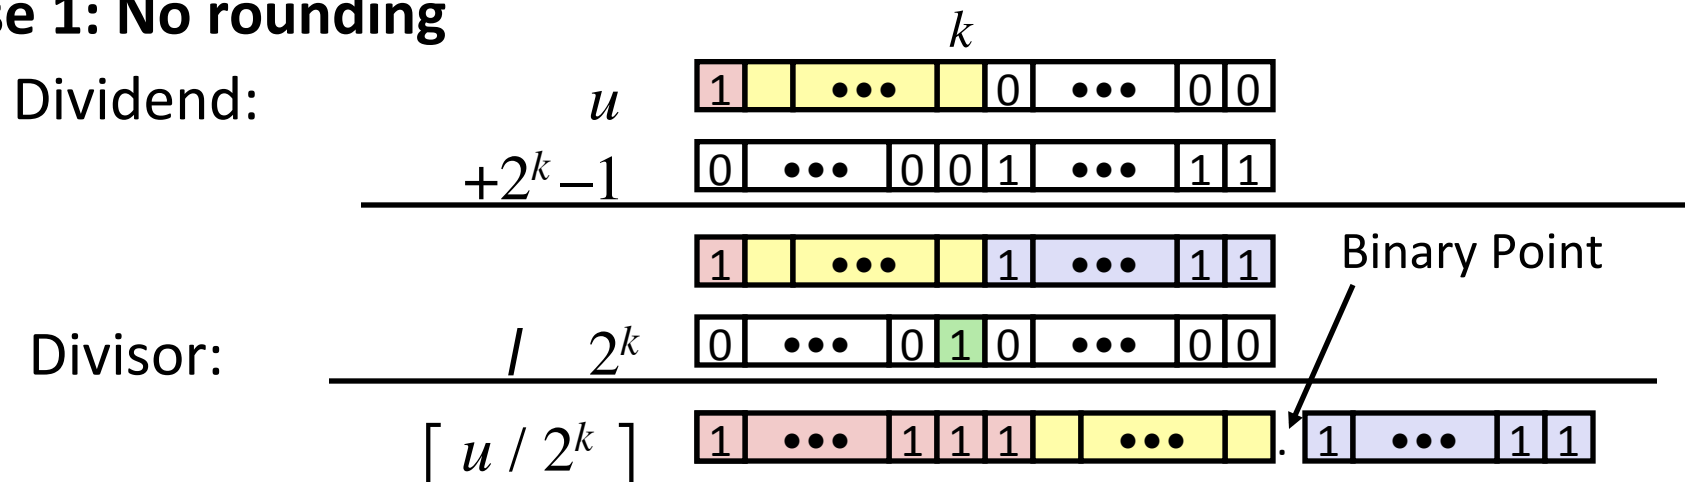 se 1: No rounding
k
Dividend: u 1 ••• 0 ••• 0 0
+2^k –1 0 ••• 0 0 1 ••• 1 1
1 ••• 1 ••• 1 1
Binary Point
Divisor: / 2^k 0 ••• 0 1 0 ••• 0 0
⌈ u / 2^k ⌉ 1 ••• 1 1 1 ••• . 1 ••• 1 1